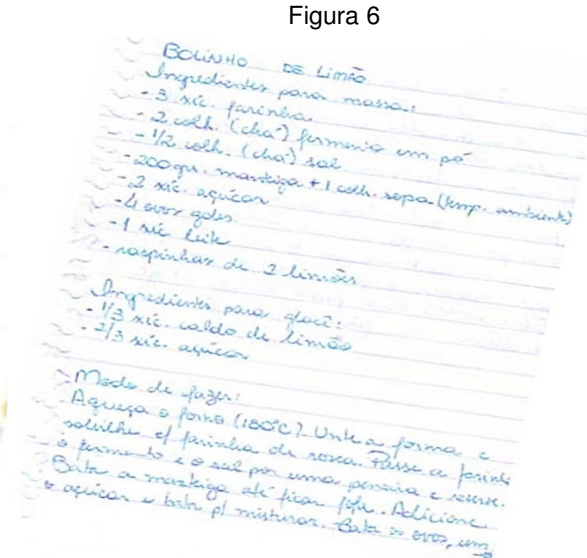 Figura 6
BOLINHO DE Limão
Ingredientes para massa:
- 3 xíc. farinha
- 2 colh. (chá) fermento em pó
- 1/2 colh. (chá) sal
- 200 gr. manteiga + 1 colh. sopa (temp. ambiente)
- 2 xíc. açúcar
- 4 ovos gdes.
- 1 xíc leite
- raspinhas de 2 limões
Ingredientes para glacê:
- 1/3 xíc. caldo de limão
- 2/3 xíc. açúcar
Modo de fazer:
Aqueça o forno (180°C). Unte a forma e
polvilhe c/ farinha de rosca. Passe a farinha
o fermento e o sal por uma peneira e reserve.
Bata a manteiga até ficar fofa. Adicione
o açúcar e bata p/ misturar. Bata os ovos, um